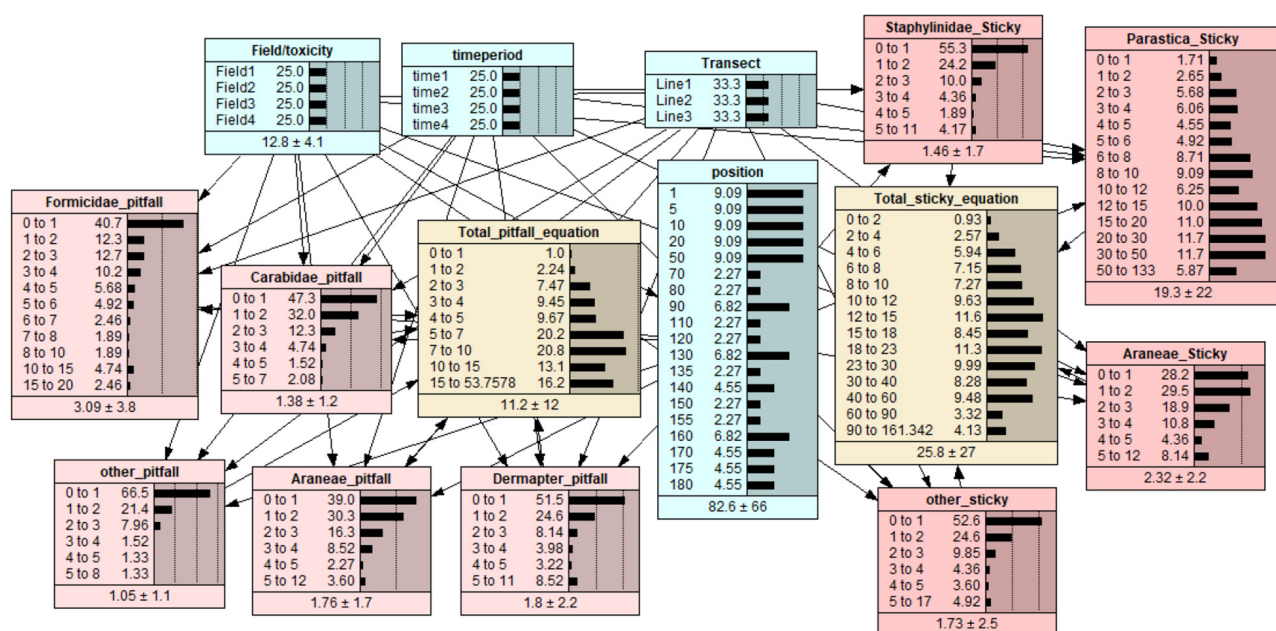 Field/toxicity
Field1 25.0
Field2 25.0
Field3 25.0
Field4 25.0
12.8 ± 4.1
timeperiod
time1 25.0
time2 25.0
time3 25.0
time4 25.0
Transect
Line1 33.3
Line2 33.3
Line3 33.3
Staphylinidae_Sticky
0 to 1 55.3
1 to 2 24.2
2 to 3 10.0
3 to 4 4.36
4 to 5 1.89
5 to 11 4.17
1.46 ± 1.7
Parastica_Sticky
0 to 1 1.71
1 to 2 2.65
2 to 3 5.68
3 to 4 6.06
4 to 5 4.55
5 to 6 4.92
6 to 8 8.71
8 to 10 9.09
10 to 12 6.25
12 to 15 10.0
15 to 20 11.0
20 to 30 11.7
30 to 50 11.7
50 to 133 5.87
19.3 ± 22
Formicidae_pitfall
0 to 1 40.7
1 to 2 12.3
2 to 3 12.7
3 to 4 10.2
4 to 5 5.68
5 to 6 4.92
6 to 7 2.46
7 to 8 1.89
8 to 10 1.89
10 to 15 4.74
15 to 20 2.46
3.09 ± 3.8
Carabidae_pitfall
0 to 1 47.3
1 to 2 32.0
2 to 3 12.3
3 to 4 4.74
4 to 5 1.52
5 to 7 2.08
1.38 ± 1.2
Total_pitfall_equation
0 to 1 1.0
1 to 2 2.24
2 to 3 7.47
3 to 4 9.45
4 to 5 9.67
5 to 7 20.2
7 to 10 20.8
10 to 15 13.1
15 to 53.7578 16.2
11.2 ± 12
position
1 9.09
5 9.09
10 9.09
20 9.09
50 9.09
70 2.27
80 2.27
90 6.82
110 2.27
120 2.27
130 6.82
135 2.27
140 4.55
150 2.27
155 2.27
160 6.82
170 4.55
175 4.55
180 4.55
82.6 ± 66
Total_sticky_equation
0 to 2 0.93
2 to 4 2.57
4 to 6 5.94
6 to 8 7.15
8 to 10 7.27
10 to 12 9.63
12 to 15 11.6
15 to 18 8.45
18 to 23 11.3
23 to 30 9.99
30 to 40 8.28
40 to 60 9.48
60 to 90 3.32
90 to 161.342 4.13
25.8 ± 27
Araneae_Sticky
0 to 1 28.2
1 to 2 29.5
2 to 3 18.9
3 to 4 10.8
4 to 5 4.36
5 to 12 8.14
2.32 ± 2.2
other_pitfall
0 to 1 66.5
1 to 2 21.4
2 to 3 7.96
3 to 4 1.52
4 to 5 1.33
5 to 8 1.33
1.05 ± 1.1
Araneae_pitfall
0 to 1 39.0
1 to 2 30.3
2 to 3 16.3
3 to 4 8.52
4 to 5 2.27
5 to 12 3.60
1.76 ± 1.7
Dermapter_pitfall
0 to 1 51.5
1 to 2 24.6
2 to 3 8.14
3 to 4 3.98
4 to 5 3.22
5 to 11 8.52
1.8 ± 2.2
other_sticky
0 to 1 52.6
1 to 2 24.6
2 to 3 9.85
3 to 4 4.36
4 to 5 3.60
5 to 17 4.92
1.73 ± 2.5